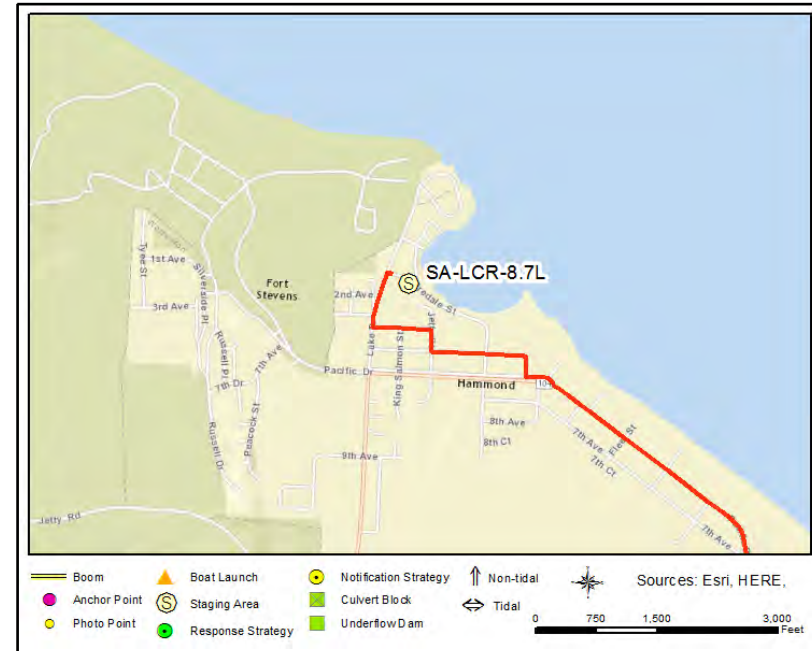 SA-LCR-8.7L
1st Ave
Tyee St
Silverside Pl
3rd Ave
Fort
Stevens
2nd Ave
Russell Pl
7th Dr
7th Ave
Peacock St
Russell Dr
Pacific Dr
King Salmon St
Hammond
8th Ave
8th Ct
9th Ave
7th Ave
7th Ct
7th Ave
Jetty Rd
Boom
Boat Launch
Notification Strategy
Non-tidal
Sources: Esri, HERE,
Anchor Point
S Staging Area
Culvert Block
Tidal
Photo Point
Response Strategy
Underflow Dam
0 750 1,500 3,000
Feet